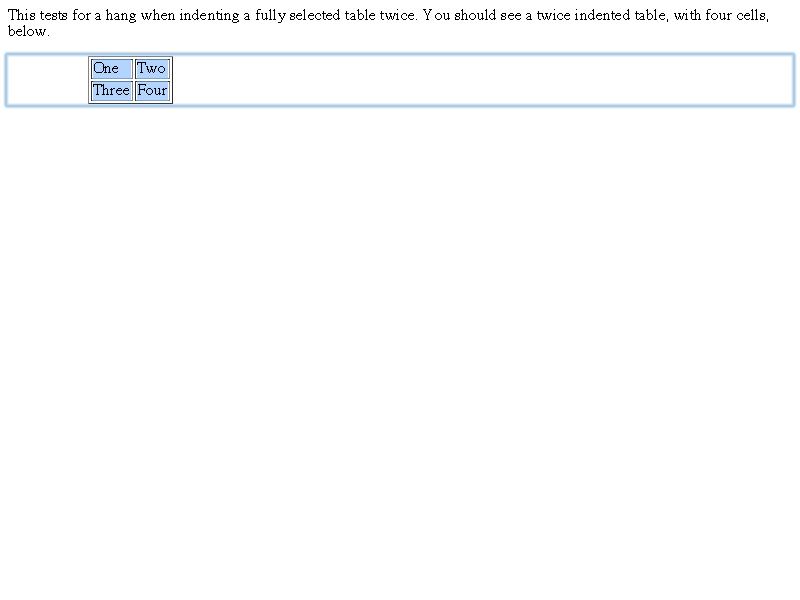 This tests for a hang when indenting a fully selected table twice. You should see a twice indented table, with four cells,
below.
One Two
Three Four